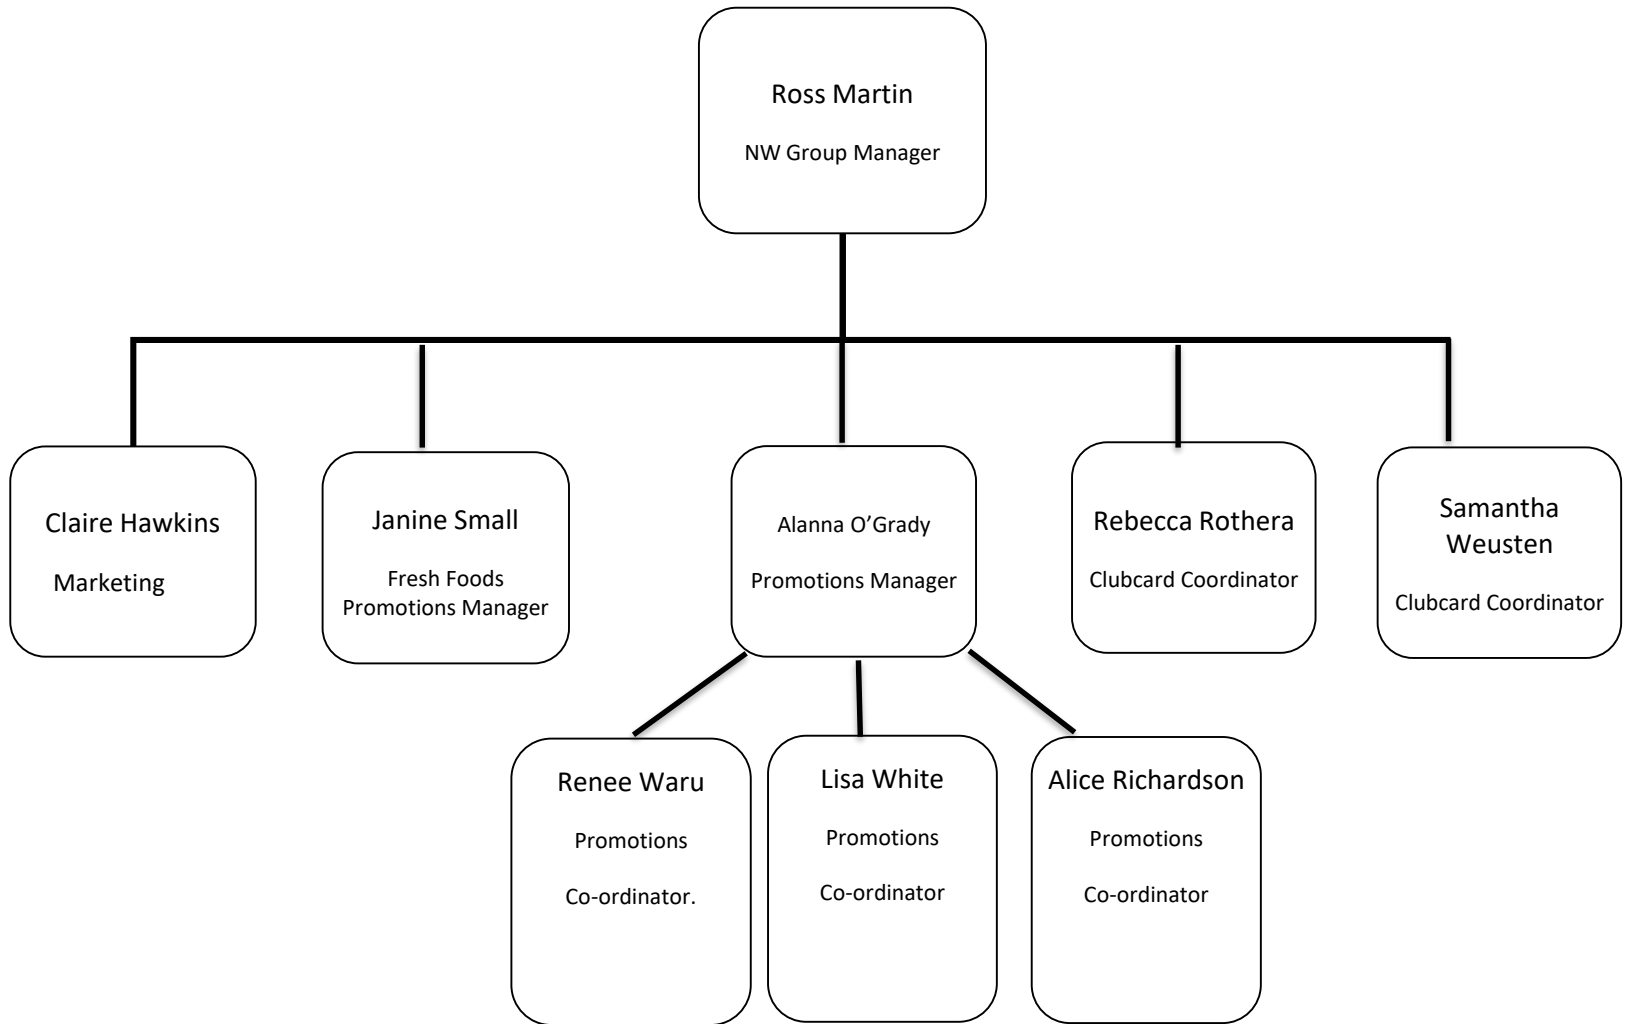 Ross Martin
NW Group Manager
Claire Hawkins
Marketing
Janine Small
Fresh Foods
Promotions Manager
Alanna O’Grady
Promotions Manager
Rebecca Rothera
Clubcard Coordinator
Samantha
Weusten
Clubcard Coordinator
Renee Waru
Promotions
Co-ordinator.
Lisa White
Promotions
Co-ordinator
Alice Richardson
Promotions
Co-ordinator